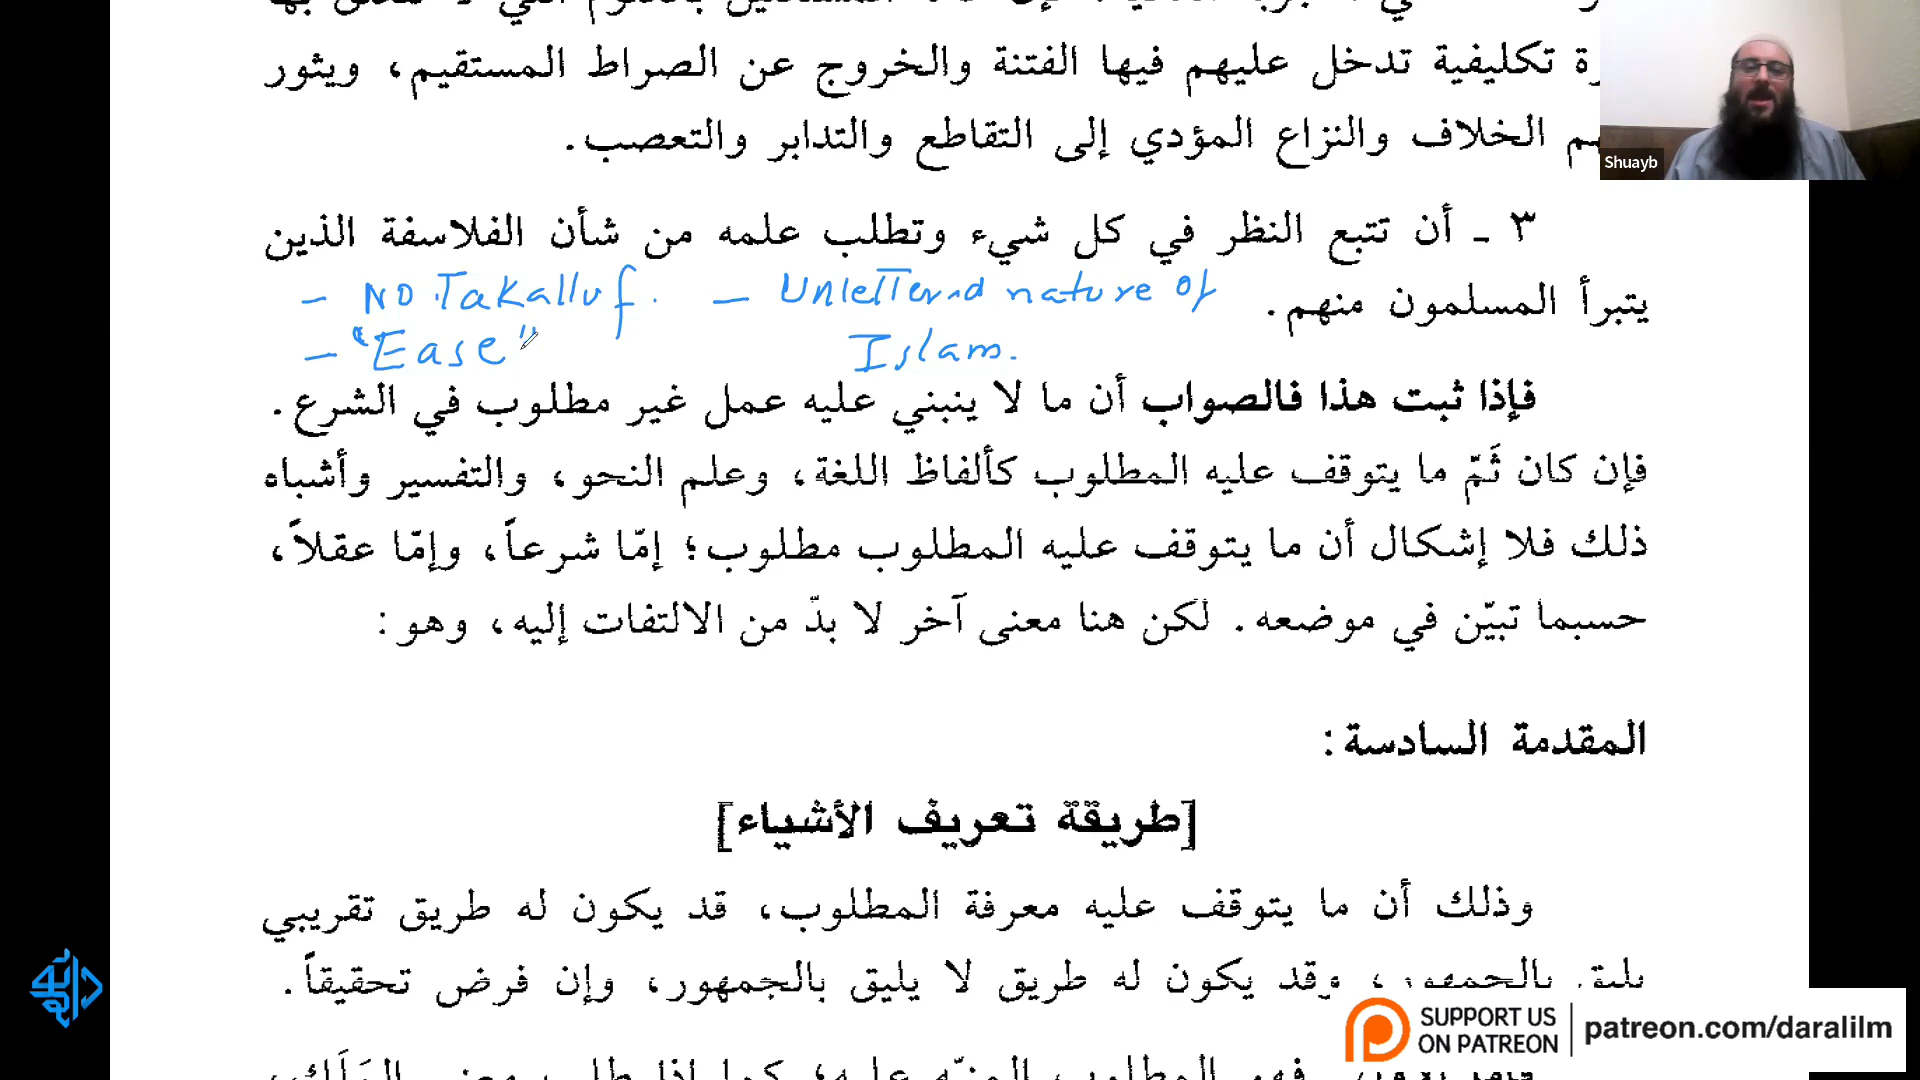 تكليفية تدخل عليهم فيها الفتنة والخروج عن الصراط المستقيم، ويثور
الخلاف والنزاع المؤدي إلى التقاطع والتدابر والتعصب.
Shuayb
٣ - أن تتبع النظر في كل شيء وتطلب علمه من شأن الفلاسفة الذين
يتبرأ المسلمون منهم.
- NO Takalluf. - Unlettered nature of
- "Ease" Islam.
فإذا ثبت هذا فالصواب أن ما لا ينبني عليه عمل غير مطلوب في الشرع.
فإن كان ثَمّ ما يتوقف عليه المطلوب كألفاظ اللغة، وعلم النحو، والتفسير وأشباه
ذلك فلا إشكال أن ما يتوقف عليه المطلوب مطلوب؛ إمّا شرعاً، وإمّا عقلاً،
حسبما تبيّن في موضعه. لكن هنا معنى آخر لا بدّ من الالتفات إليه، وهو:
المقدمة السادسة:
[طريقة تعريف الأشياء]
وذلك أن ما يتوقف عليه معرفة المطلوب، قد يكون له طريق تقريبي
يليق بالجمهور، وقد يكون له طريق لا يليق بالجمهور، وإن فرض تحقيقاً.
SUPPORT US
ON PATREON
patreon.com/daralilm